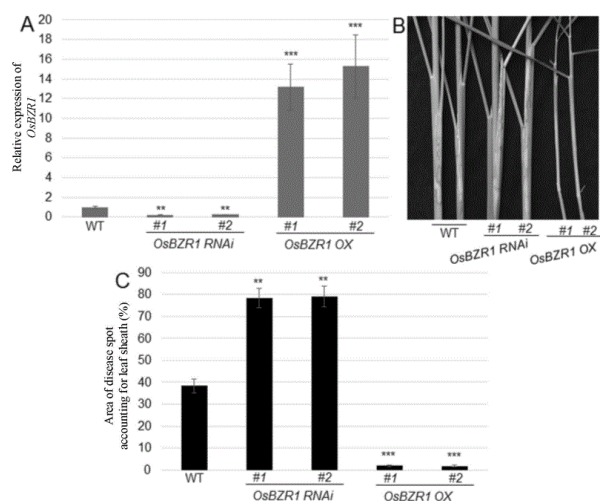 A
Relative expression of
OsBZR1
20
18
16
14
12
10
8
6
4
2
0
**
**
***
***
WT
#1
#2
#1
#2
OsBZR1 RNAi
OsBZR1 OX
B
WT
#1 #2
OsBZR1 RNAi
#1 #2
OsBZR1 OX
C
Area of disease spot
accounting for leaf sheath (%)
90
80
70
60
50
40
30
20
10
0
**
**
***
***
WT
#1
#2
#1
#2
OsBZR1 RNAi
OsBZR1 OX